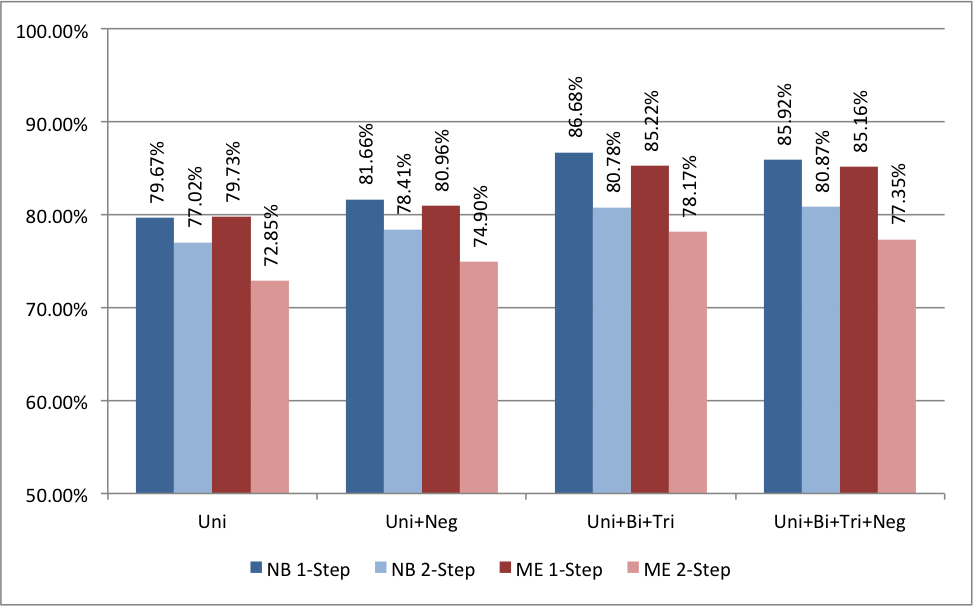 100.00%
90.00%
80.00%
70.00%
60.00%
50.00%
79.67%
77.02%
79.73%
72.85%
81.66%
78.41%
80.96%
74.90%
86.68%
80.78%
85.22%
78.17%
85.92%
80.87%
85.16%
77.35%
Uni
Uni+Neg
Uni+Bi+Tri
Uni+Bi+Tri+Neg
NB 1-Step
NB 2-Step
ME 1-Step
ME 2-Step